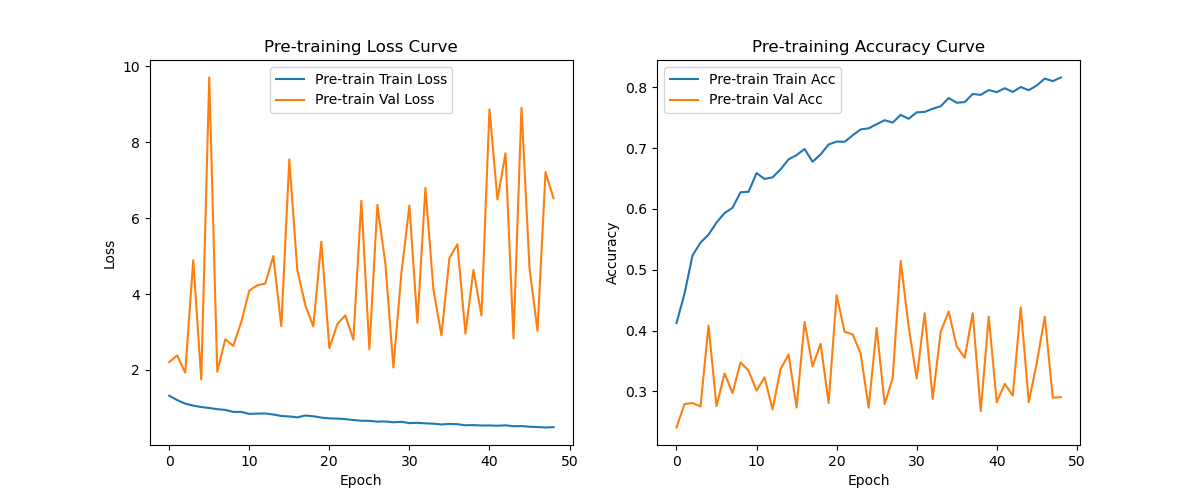 Pre-training Loss Curve
Pre-train Train Loss
Pre-train Val Loss
10
8
6
4
2
Loss
0 10 20 30 40 50
Epoch
Pre-training Accuracy Curve
Pre-train Train Acc
Pre-train Val Acc
0.8
0.7
0.6
0.5
0.4
0.3
Accuracy
0 10 20 30 40 50
Epoch